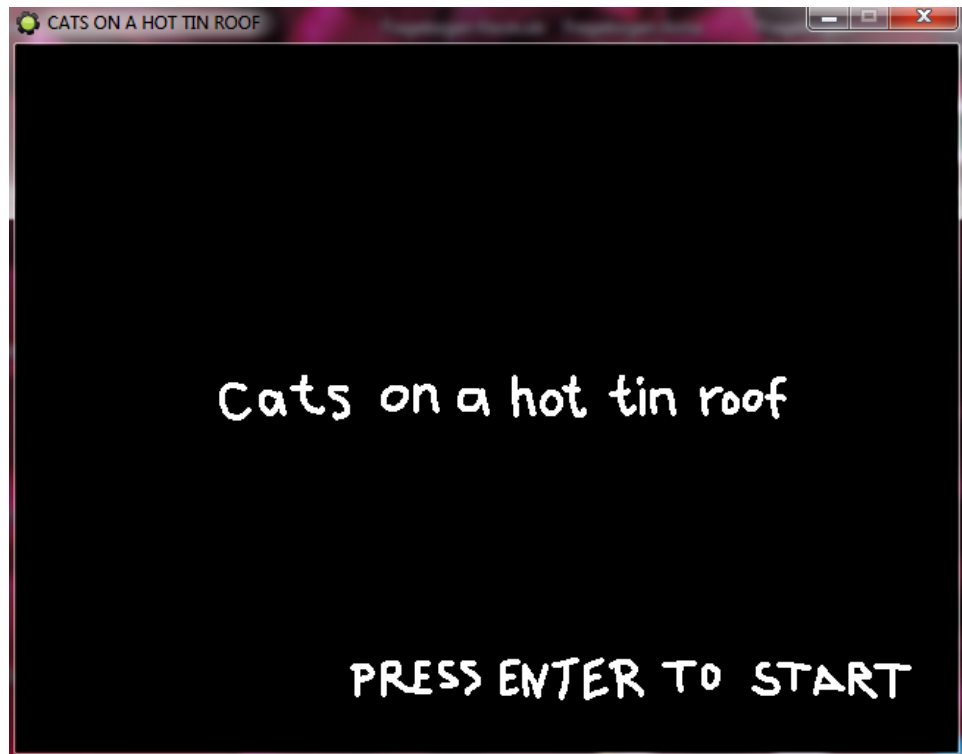 CATS ON A HOT TIN ROOF
Cats on a hot tin roof
PRESS ENTER TO START